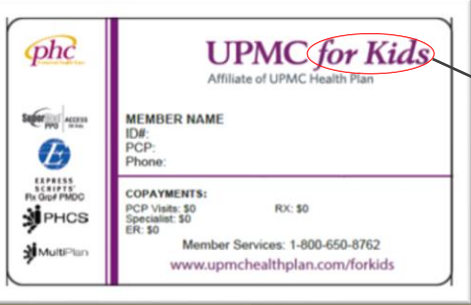 phc
UPMC for Kids
Affiliate of UPMC Health Plan
PPO
ACCESS
MEMBER NAME
ID#:
PCP:
Phone:
EXPRESS
SCRIPTS
Rx Grp# PMDC
PHCS
MultiPlan
COPAYMENTS:
PCP Visits: $0 RX: $0
Specialist: $0
ER: $0
Member Services: 1-800-650-8762
www.upmchealthplan.com/forkids